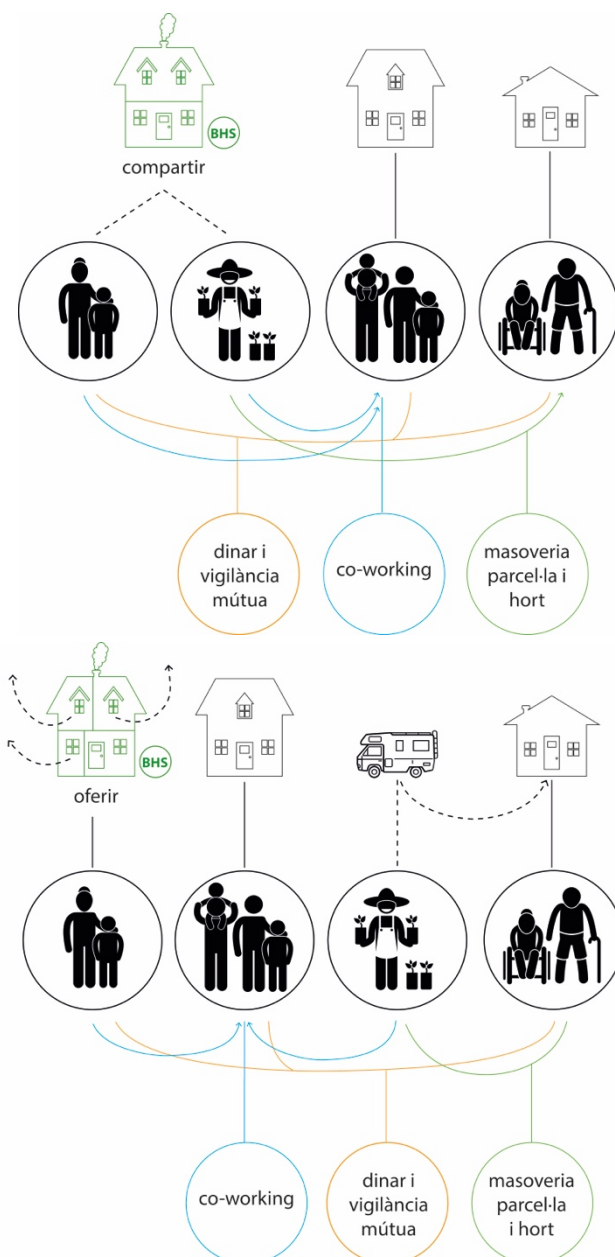 BHS
compartir
dinar i
vigilància
mútua
co-working
masoveria
parcel·la i
hort
BHS
oferir
co-working
dinar i
vigilància
mútua
masoveria
parcel·la
i hort